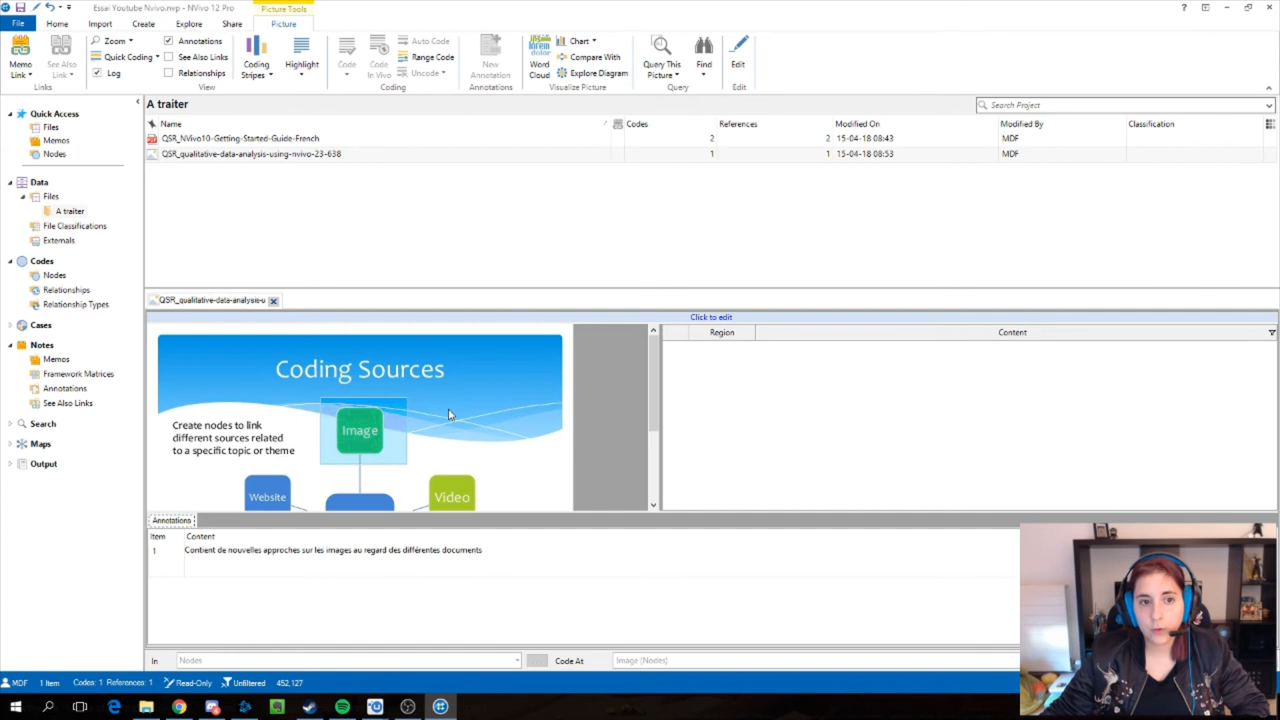 Essai Youtube Nvivo.nvp - NVivo 12 Pro
Picture Tools
File Home Import Create Explore Share Picture
Memo Link
See Also Link
Zoom
Quick Coding
Log
Annotations
See Also Links
Relationships
Coding Stripes
Highlight
Code
Code In Vivo
Auto Code
Range Code
Uncode
New Annotation
Word Cloud
Chart
Compare With
Explore Diagram
Query This Picture
Find
Edit
Links View Coding Annotations Visualize Picture Query Edit
Quick Access
Files
Memos
Nodes
Data
Files
A traiter
File Classifications
Externals
Codes
Nodes
Relationships
Relationship Types
Cases
Notes
Memos
Framework Matrices
Annotations
See Also Links
Search
Maps
Output
A traiter
Search Project
Name Codes References Modified On Modified By Classification
QSR_NVivo10-Getting-Started-Guide-French 2 2 15-04-18 08:43 MDF
QSR_qualitative-data-analysis-using-nvivo-23-638 1 1 15-04-18 08:53 MDF
QSR_qualitative-data-analysis-u
Click to edit
Region Content
Coding Sources
Create nodes to link
different sources related
to a specific topic or theme
Image
Website
Video
Annotations
Item Content
1 Contient de nouvelles approches sur les images au regard des différentes documents
In Nodes ... Code At Image (Nodes)
MDF 1 Item Codes: 1 References: 1 Read-Only Unfiltered 452,127